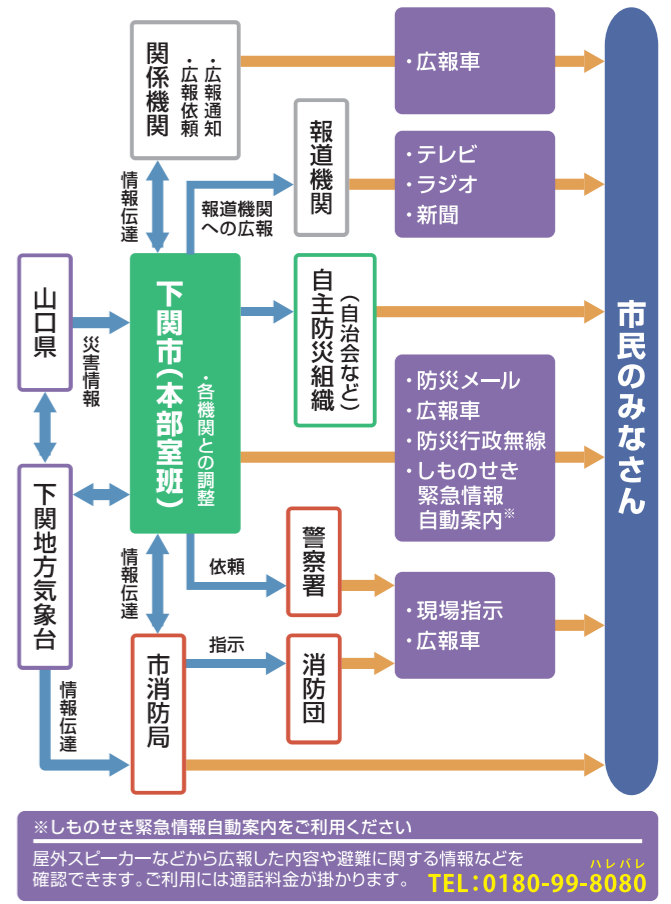 関係機関
・広報通知
・広報依頼
・広報車
報道機関
・テレビ
・ラジオ
・新聞
情報伝達
報道機関
への広報
山口県
災害情報
下関市(本部室班)
・各機関との調整
自主防災組織
(自治会など)
・防災メール
・広報車
・防災行政無線
・しものせき
緊急情報
自動案内※
市民のみなさん
下関地方気象台
情報伝達
依頼
警察署
・現場指示
・広報車
指示
消防団
市消防局
情報伝達
※しものせき緊急情報自動案内をご利用ください
屋外スピーカーなどから広報した内容や避難に関する情報などを
確認できます。ご利用には通話料金が掛かります。
ハレバレ
TEL:0180-99-8080